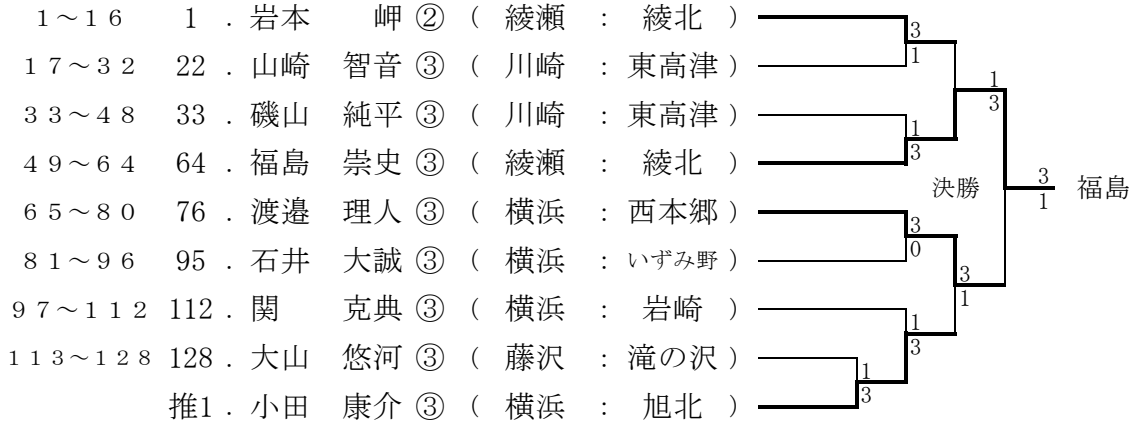 1～16 1 . 岩本 岬 ② ( 綾瀬 : 綾北 )
17～32 22 . 山崎 智音 ③ ( 川崎 : 東高津 )
33～48 33 . 磯山 純平 ③ ( 川崎 : 東高津 )
49～64 64 . 福島 崇史 ③ ( 綾瀬 : 綾北 )
65～80 76 . 渡邉 理人 ③ ( 横浜 : 西本郷 )
81～96 95 . 石井 大誠 ③ ( 横浜 : いずみ野 )
97～112 112 . 関 克典 ③ ( 横浜 : 岩崎 )
113～128 128 . 大山 悠河 ③ ( 藤沢 : 滝の沢 )
推1 . 小田 康介 ③ ( 横浜 : 旭北 )
3
1
1
3
3
0
1
3
1
3
1
3
3
1
決勝
3
1
福島